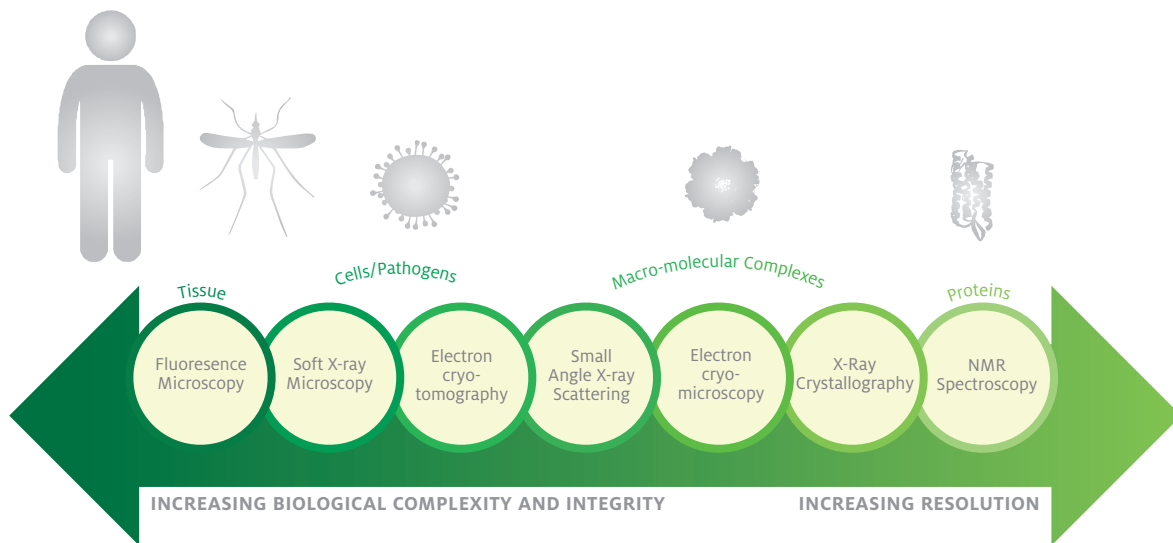 Tissue
Cells/Pathogens
Macro-molecular Complexes
Proteins
Fluoresence
Microscopy
Soft X-ray
Microscopy
Electron
cryo-
tomography
Small
Angle X-ray
Scattering
Electron
cryo-
microscopy
X-Ray
Crystallography
NMR
Spectroscopy
INCREASING BIOLOGICAL COMPLEXITY AND INTEGRITY
INCREASING RESOLUTION